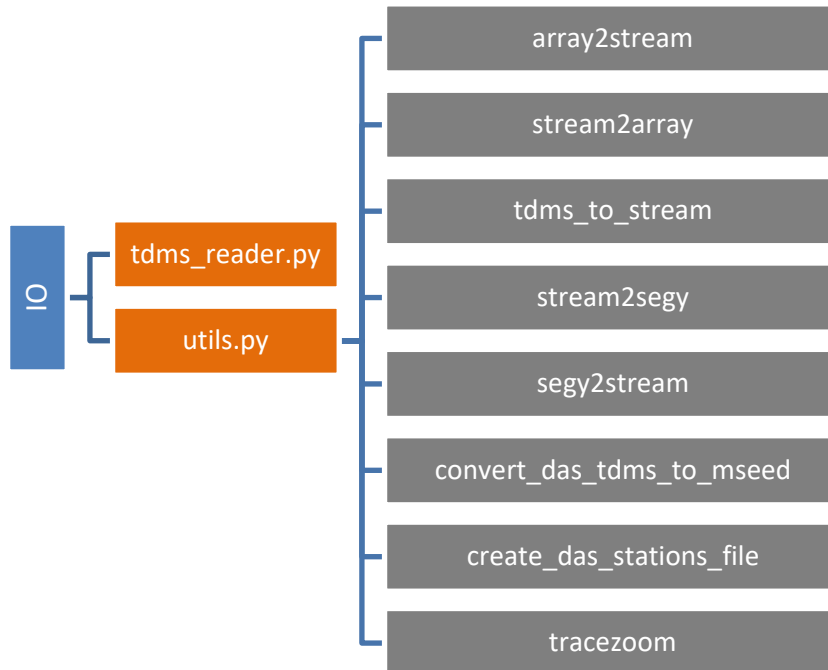 IO
tdms_reader.py
utils.py
array2stream
stream2array
tdms_to_stream
stream2segy
segy2stream
convert_das_tdms_to_mseed
create_das_stations_file
tracezoom